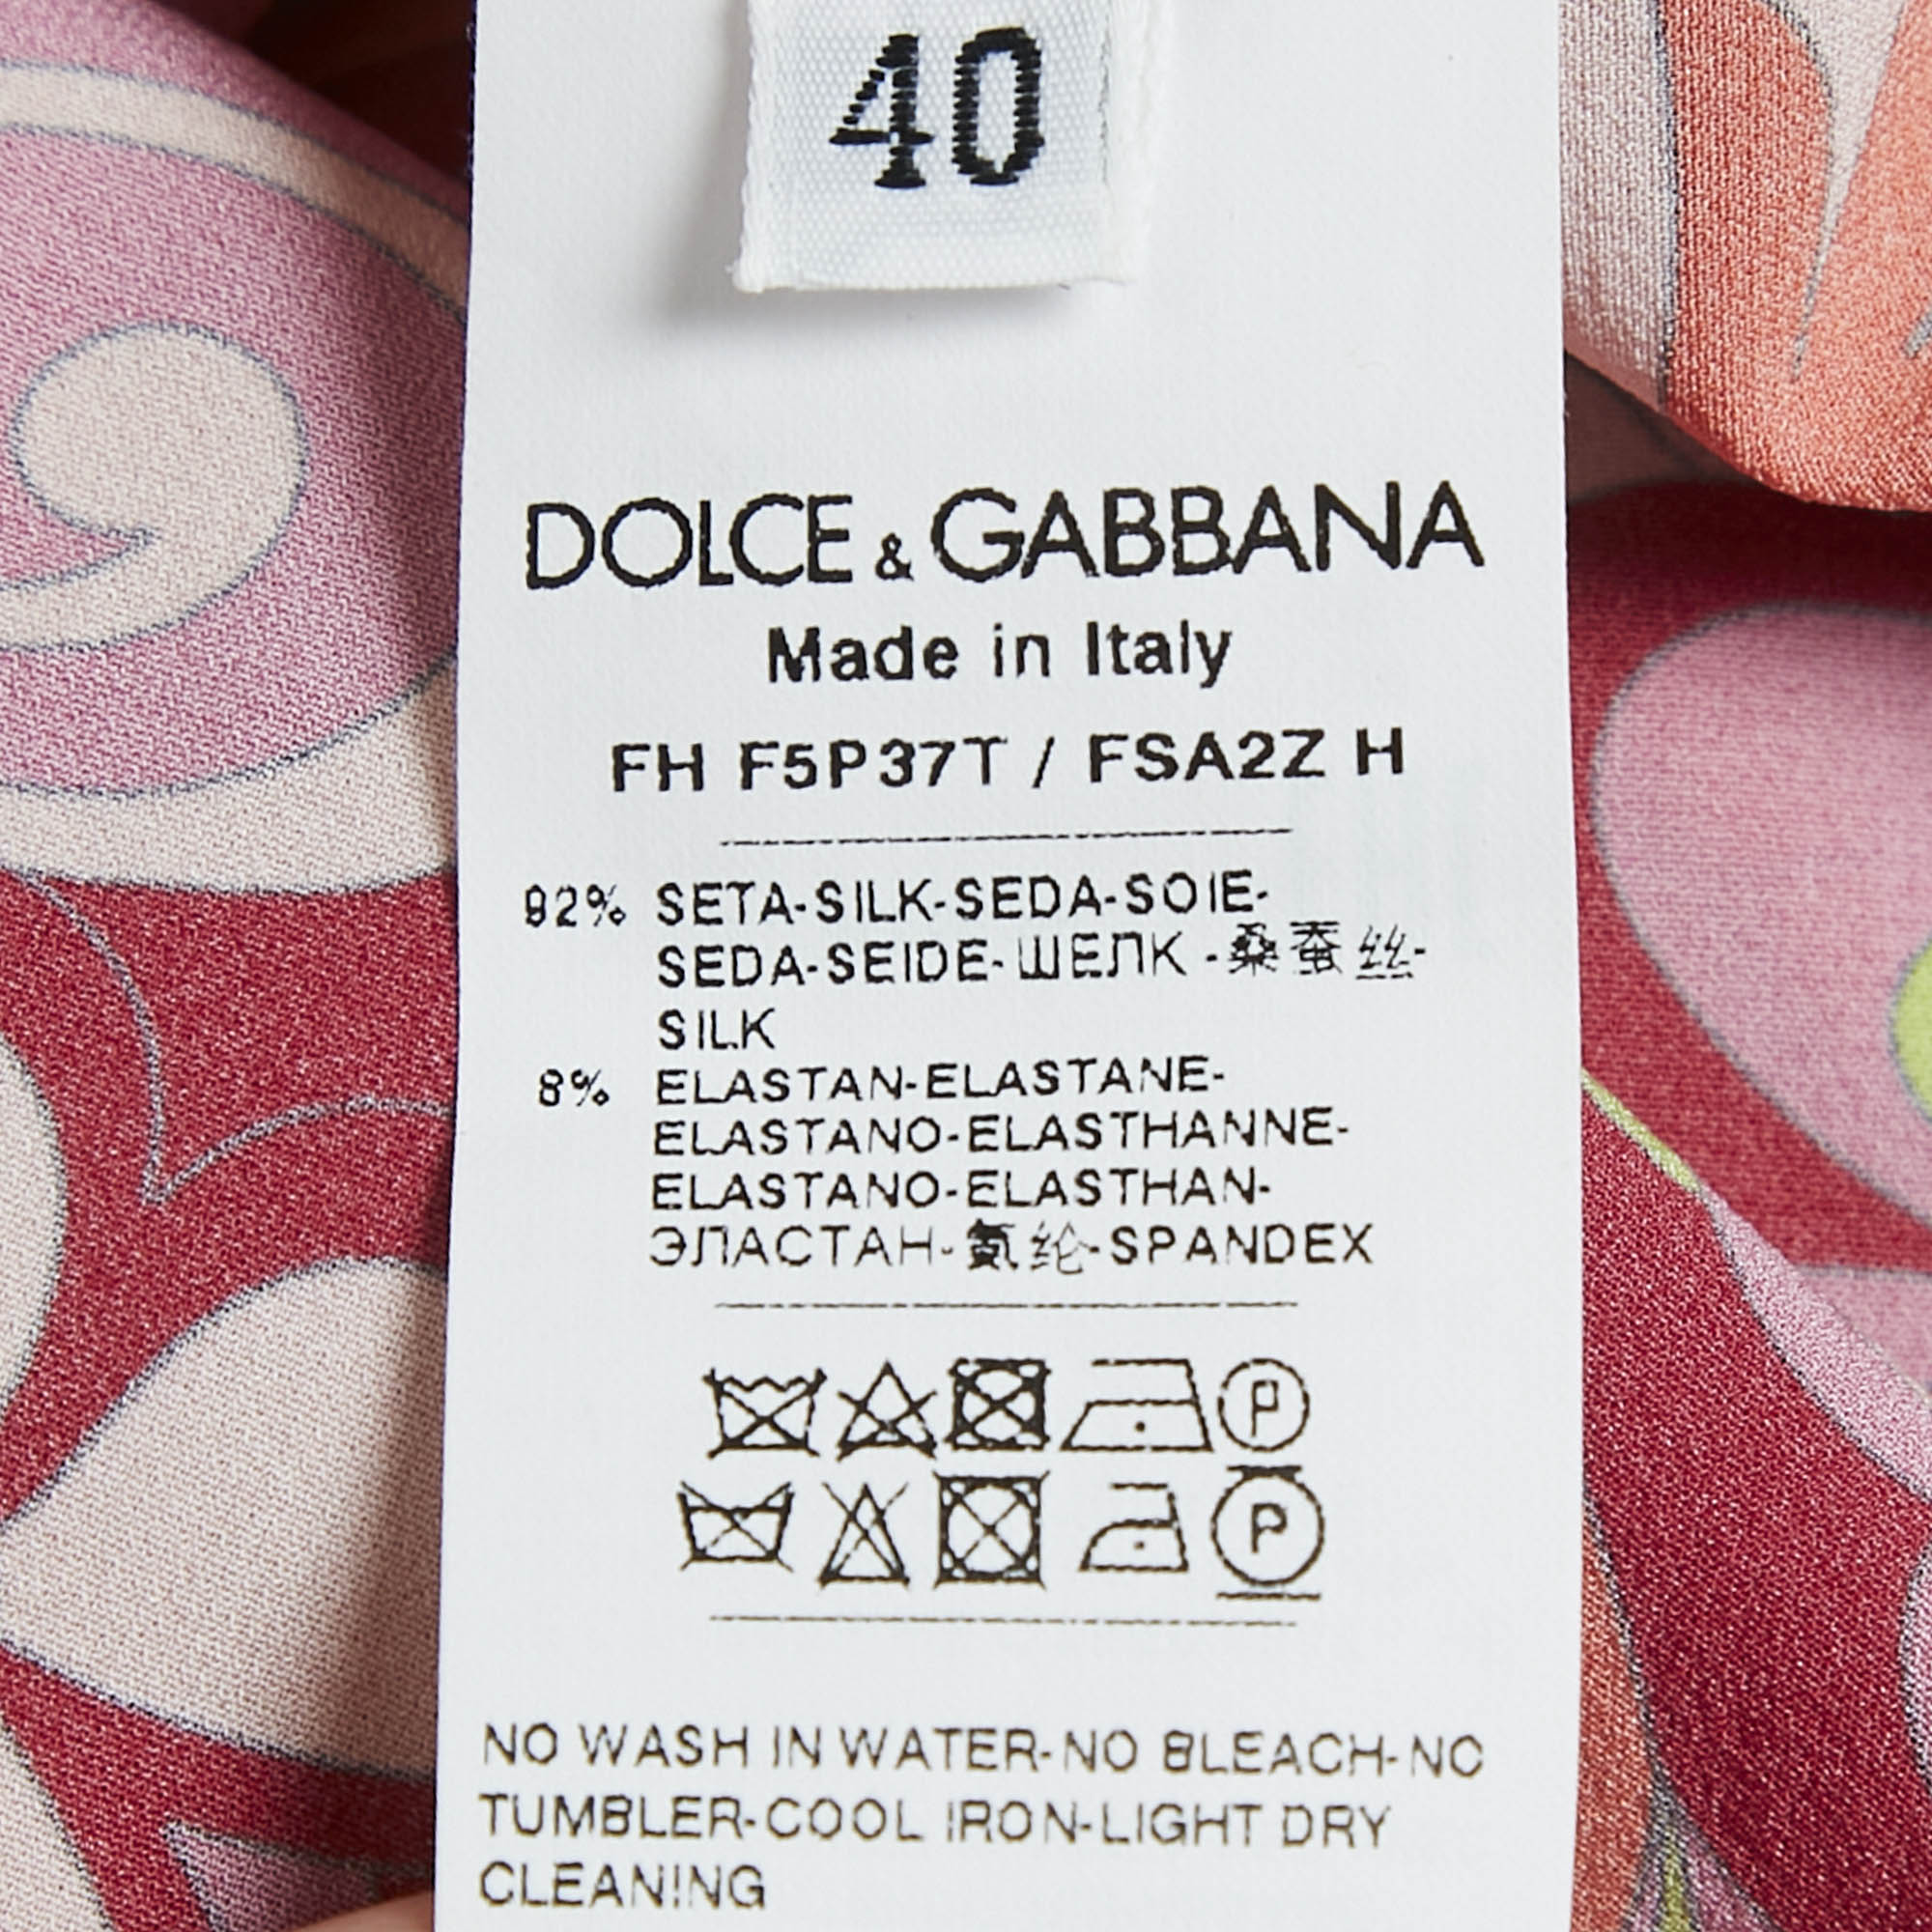 40
DOLCE & GABBANA
Made in Italy
FH F5P37T / FSA2Z H
92% SETA-SILK-SEDA-SOIE-
SEDA-SEIDE-ШЕЛК-桑蚕丝-
SILK
8% ELASTAN-ELASTANE-
ELASTANO-ELASTHANNE-
ELASTANO-ELASTHAN-
ЭЛАСТАН-氨纶-SPANDEX
P
P
NO WASH IN WATER-NO BLEACH-NO
TUMBLER-COOL IRON-LIGHT DRY
CLEANING